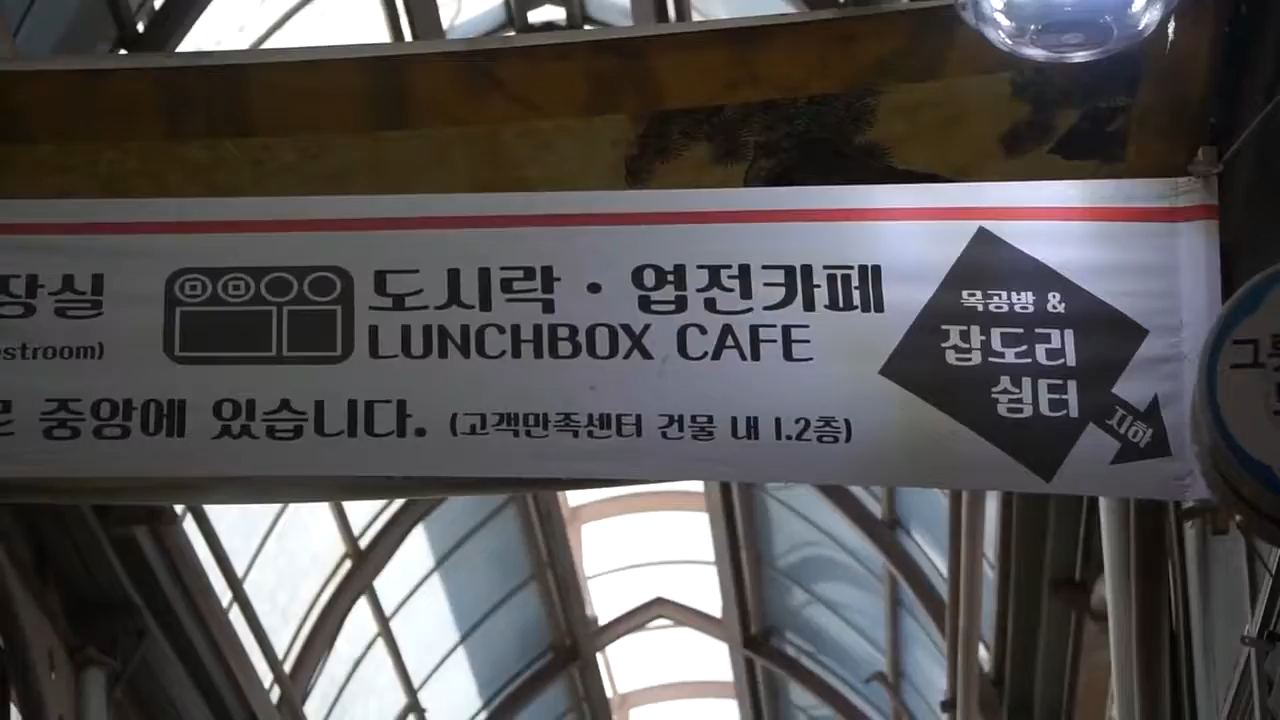 장실
estroom)
도시락 · 엽전카페
LUNCHBOX CAFE
중앙에 있습니다. (고객만족센터 건물 내 1.2층)
목공방 &
잡도리
쉼터
지하